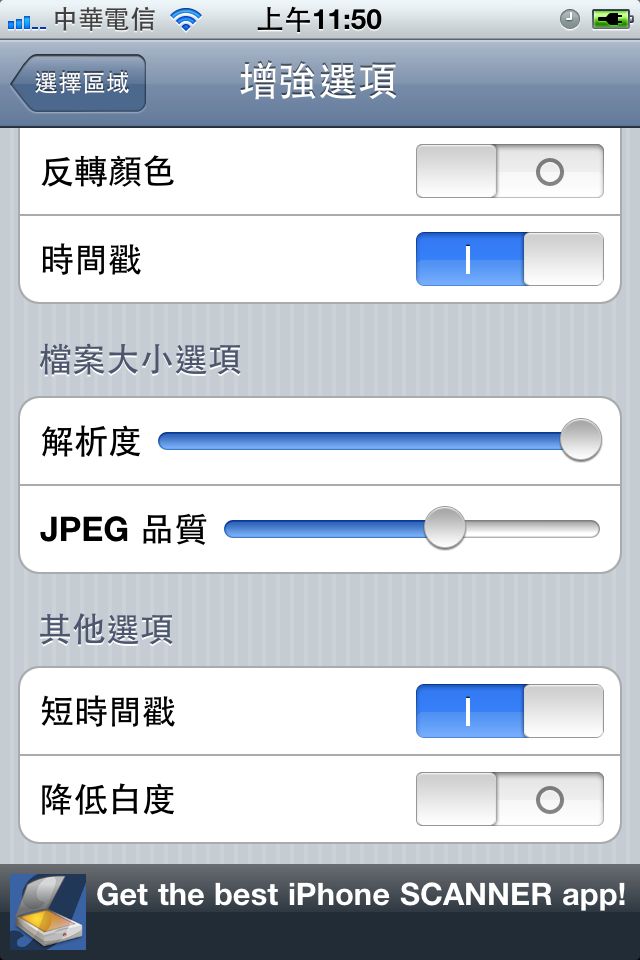 中華電信
上午11:50
選擇區域
增強選項
反轉顏色
時間戳
檔案大小選項
解析度
JPEG 品質
其他選項
短時間戳
降低白度
Get the best iPhone SCANNER app!